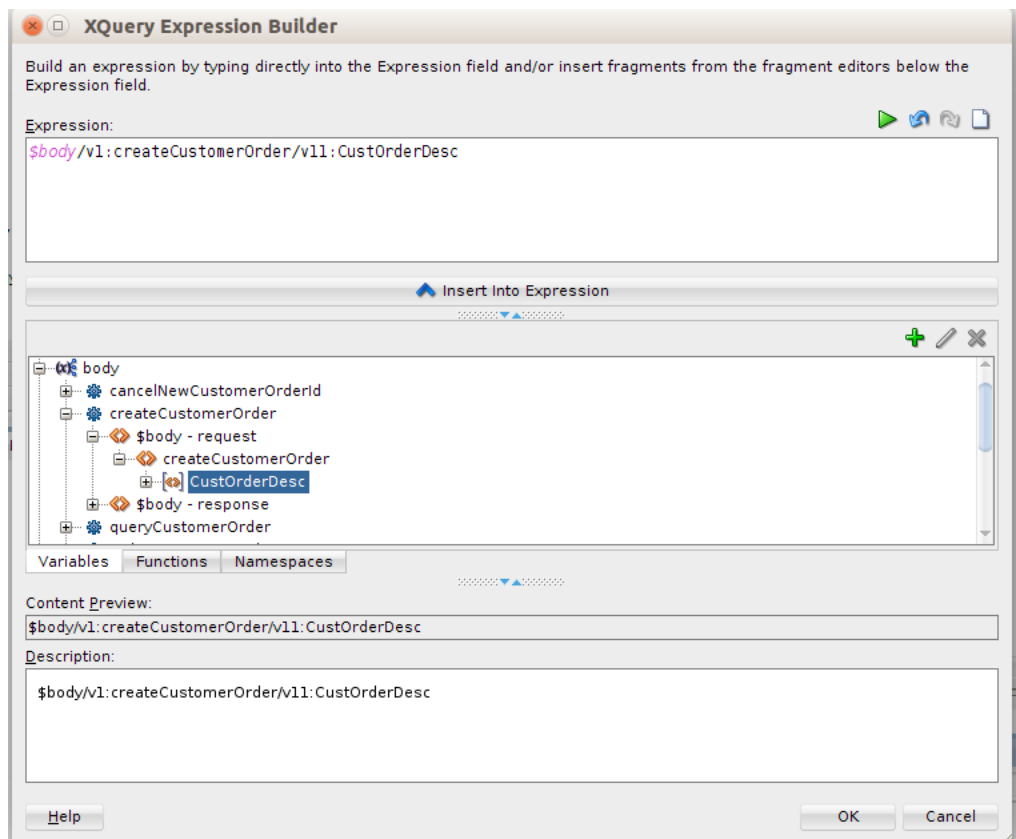 XQuery Expression Builder
Build an expression by typing directly into the Expression field and/or insert fragments from the fragment editors below the
Expression field.
Expression:
$body/v1:createCustomerOrder/v11:CustOrderDesc
Insert Into Expression
body
cancelNewCustomerOrderId
createCustomerOrder
$body - request
createCustomerOrder
CustOrderDesc
$body - response
queryCustomerOrder
Variables Functions Namespaces
Content Preview:
$body/v1:createCustomerOrder/v11:CustOrderDesc
Description:
$body/v1:createCustomerOrder/v11:CustOrderDesc
Help OK Cancel